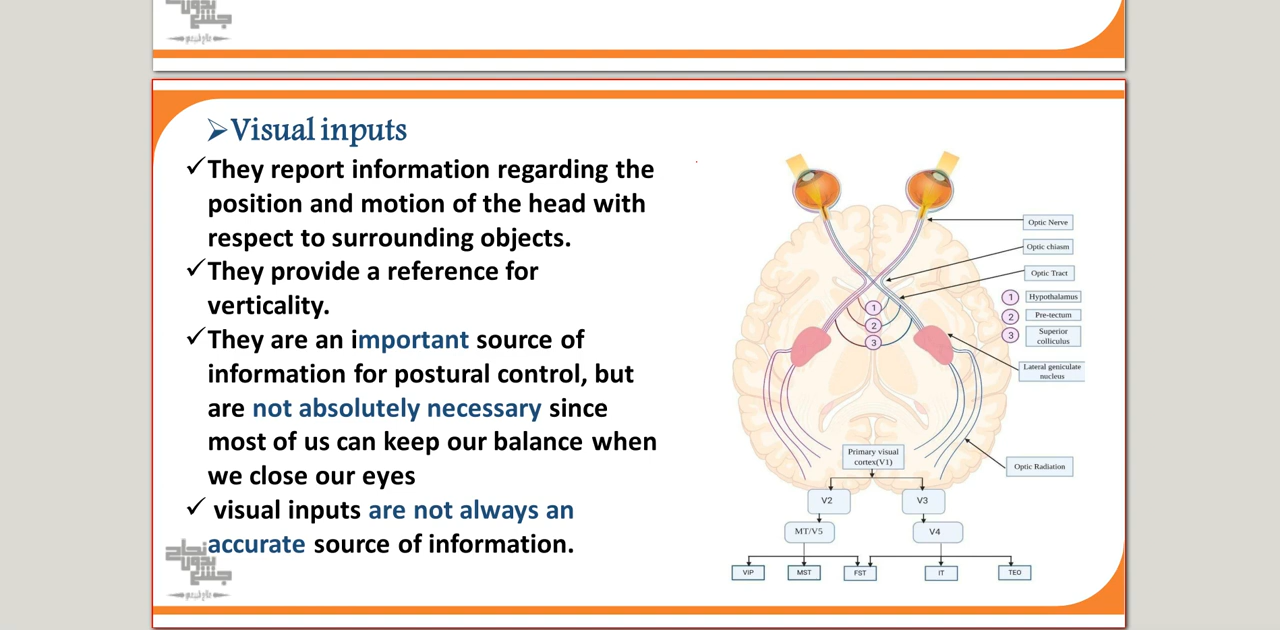 ➢Visual inputs
✓They report information regarding the
position and motion of the head with
respect to surrounding objects.
✓They provide a reference for
verticality.
✓They are an important source of
information for postural control, but
are not absolutely necessary since
most of us can keep our balance when
we close our eyes
✓ visual inputs are not always an
accurate source of information.
Optic Nerve
Optic chiasm
Optic Tract
1 Hypothalamus
2 Pre-tectum
3 Superior
colliculus
1
2
3
Lateral geniculate
nucleus
Optic Radiation
Primary visual
cortex(V1)
V2 V3
MT/V5 V4
VIP MST FST IT TEO